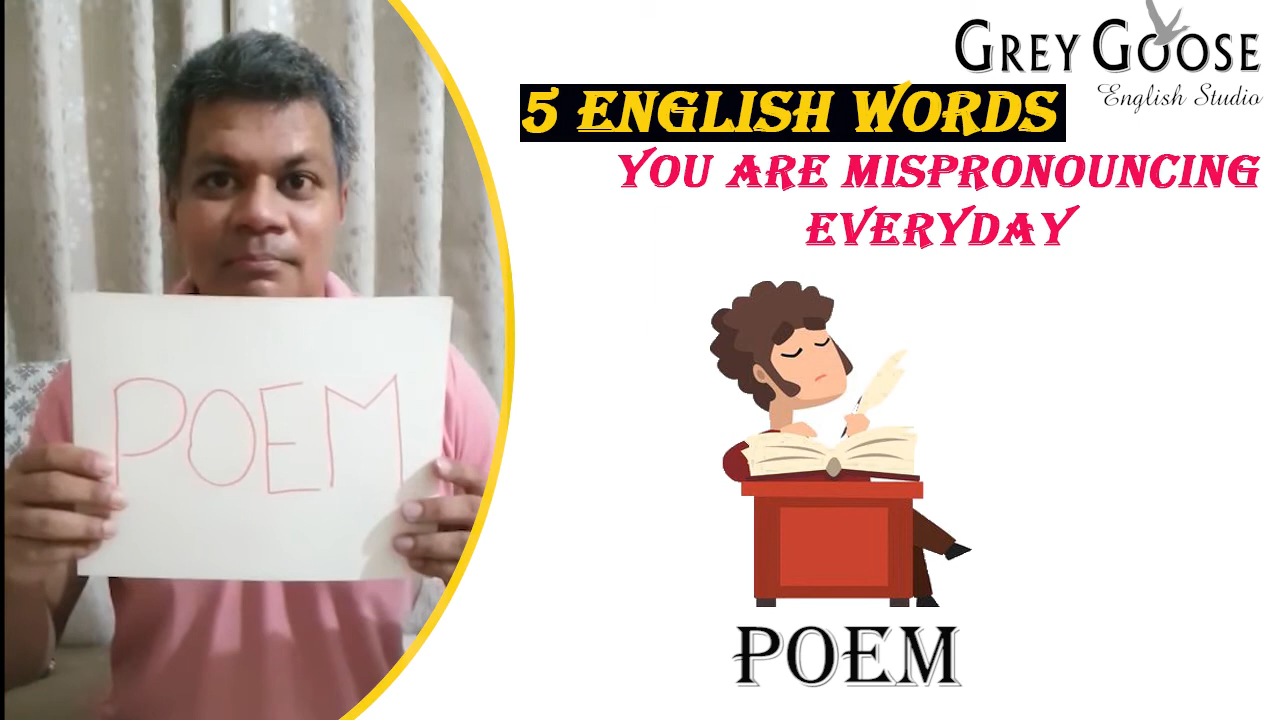 GREY GOOSE
English Studio
5 ENGLISH WORDS
YOU ARE MISPRONOUNCING
EVERYDAY
POEM
POEM